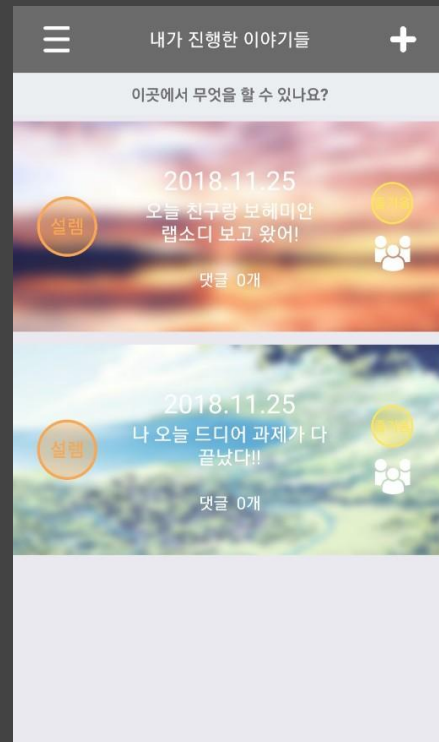 내가 진행한 이야기들
이곳에서 무엇을 할 수 있나요?
2018.11.25
오늘 친구랑 보헤미안
랩소디 보고 왔어!
설렘
댓글 0개
2018.11.25
나 오늘 드디어 과제가 다
끝났다!!
설렘
댓글 0개